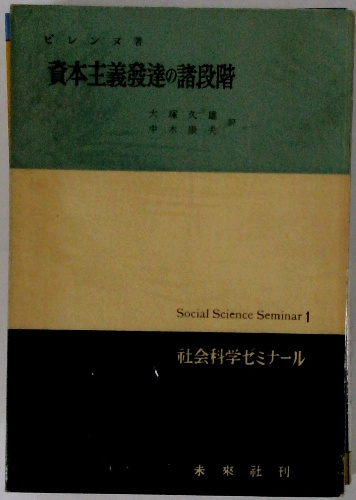 ピレンヌ著
資本主義發達の諸段階
大塚久雄
中木康夫 訳
Social Science Seminar 1
社会科学ゼミナール
未來社刊